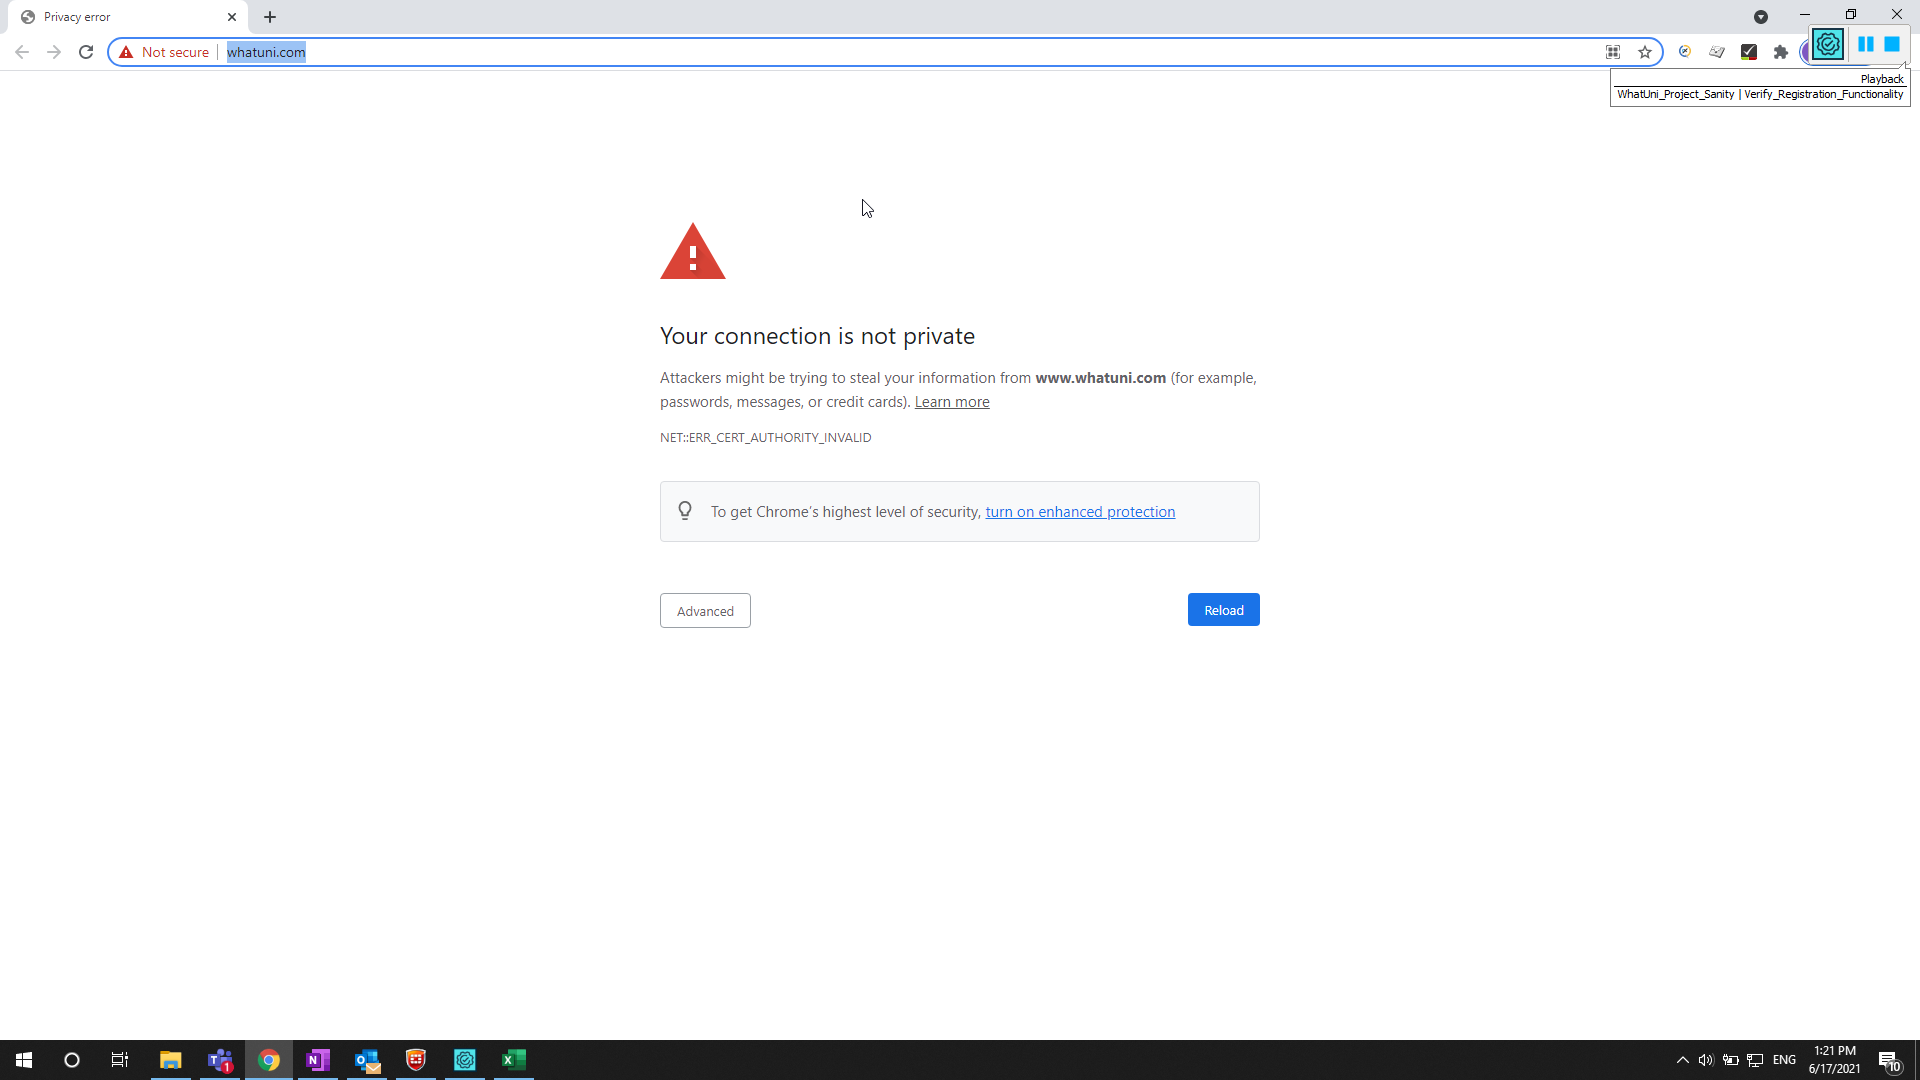 Privacy error
Not secure
whatuni.com
Playback
WhatUni_Project_Sanity | Verify_Registration_Functionality
Your connection is not private
Attackers might be trying to steal your information from www.whatuni.com (for example,
passwords, messages, or credit cards). Learn more
NET::ERR_CERT_AUTHORITY_INVALID
To get Chrome's highest level of security, turn on enhanced protection
Advanced
Reload
ENG
1:21 PM
6/17/2021
10
1